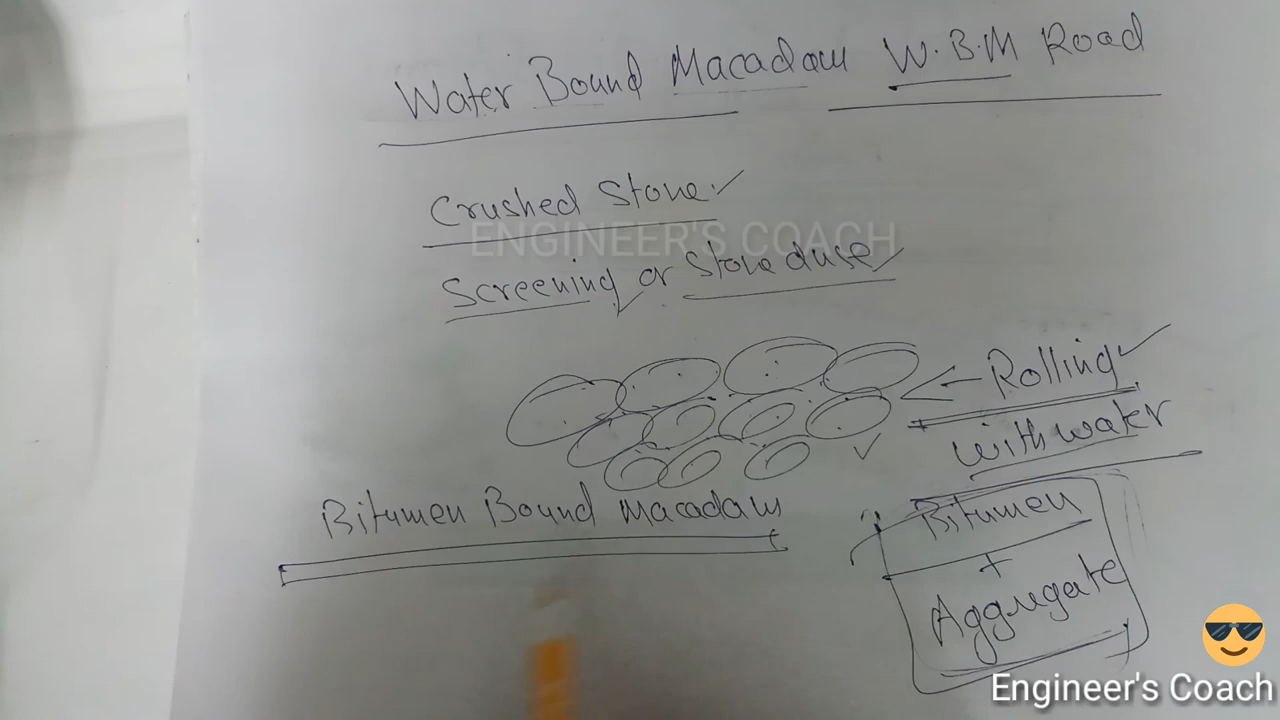 Water Bound Macadam W.B.M Road
Crushed Stone
ENGINEER'S COACH
Screening or Stone duse
Rolling
with water
Bitumen Bound Macadam
Bitumen
+
Aggregate
Engineer's Coach